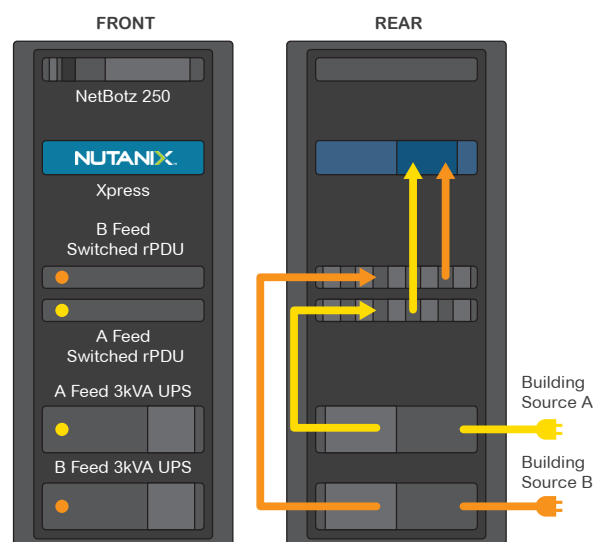 FRONT
REAR
NetBotz 250
NUTANIX.
Xpress
B Feed
Switched rPDU
A Feed
Switched rPDU
A Feed 3kVA UPS
B Feed 3kVA UPS
Building
Source A
Building
Source B